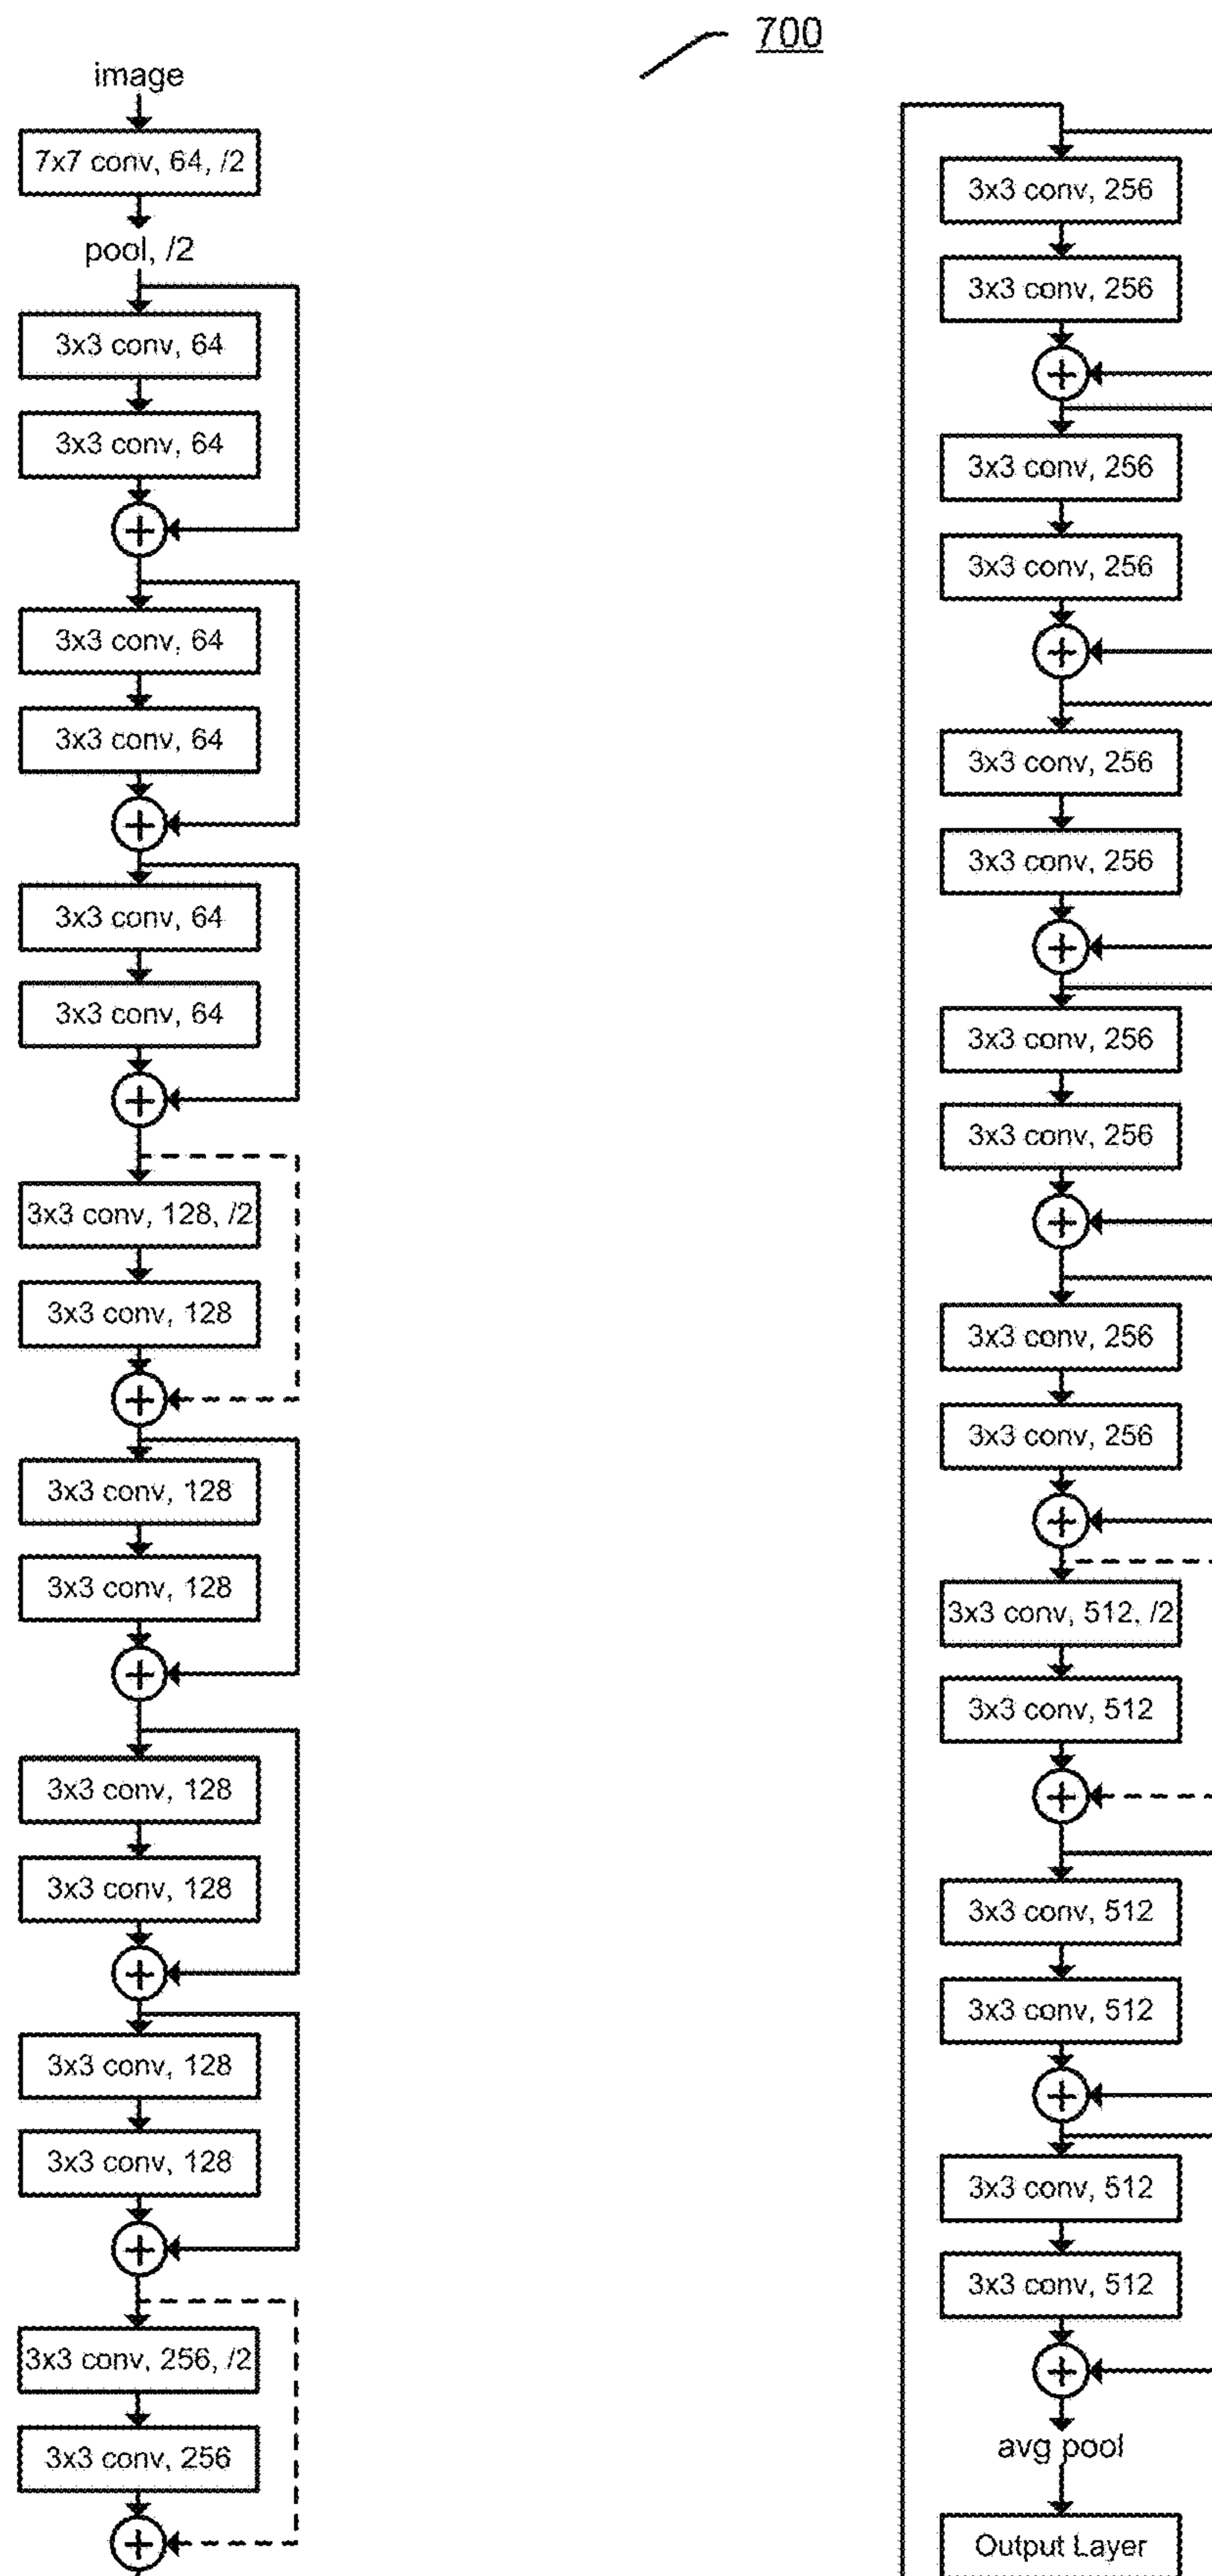 700
image
7x7 conv, 64, /2
pool, /2
3x3 conv, 64
3x3 conv, 64
3x3 conv, 64
3x3 conv, 64
3x3 conv, 64
3x3 conv, 64
3x3 conv, 128, /2
3x3 conv, 128
3x3 conv, 128
3x3 conv, 128
3x3 conv, 128
3x3 conv, 128
3x3 conv, 128
3x3 conv, 128
3x3 conv, 256, /2
3x3 conv, 256
3x3 conv, 256
3x3 conv, 256
3x3 conv, 256
3x3 conv, 256
3x3 conv, 256
3x3 conv, 256
3x3 conv, 256
3x3 conv, 256
3x3 conv, 256
3x3 conv, 256
3x3 conv, 512, /2
3x3 conv, 512
3x3 conv, 512
3x3 conv, 512
3x3 conv, 512
3x3 conv, 512
avg pool
Output Layer